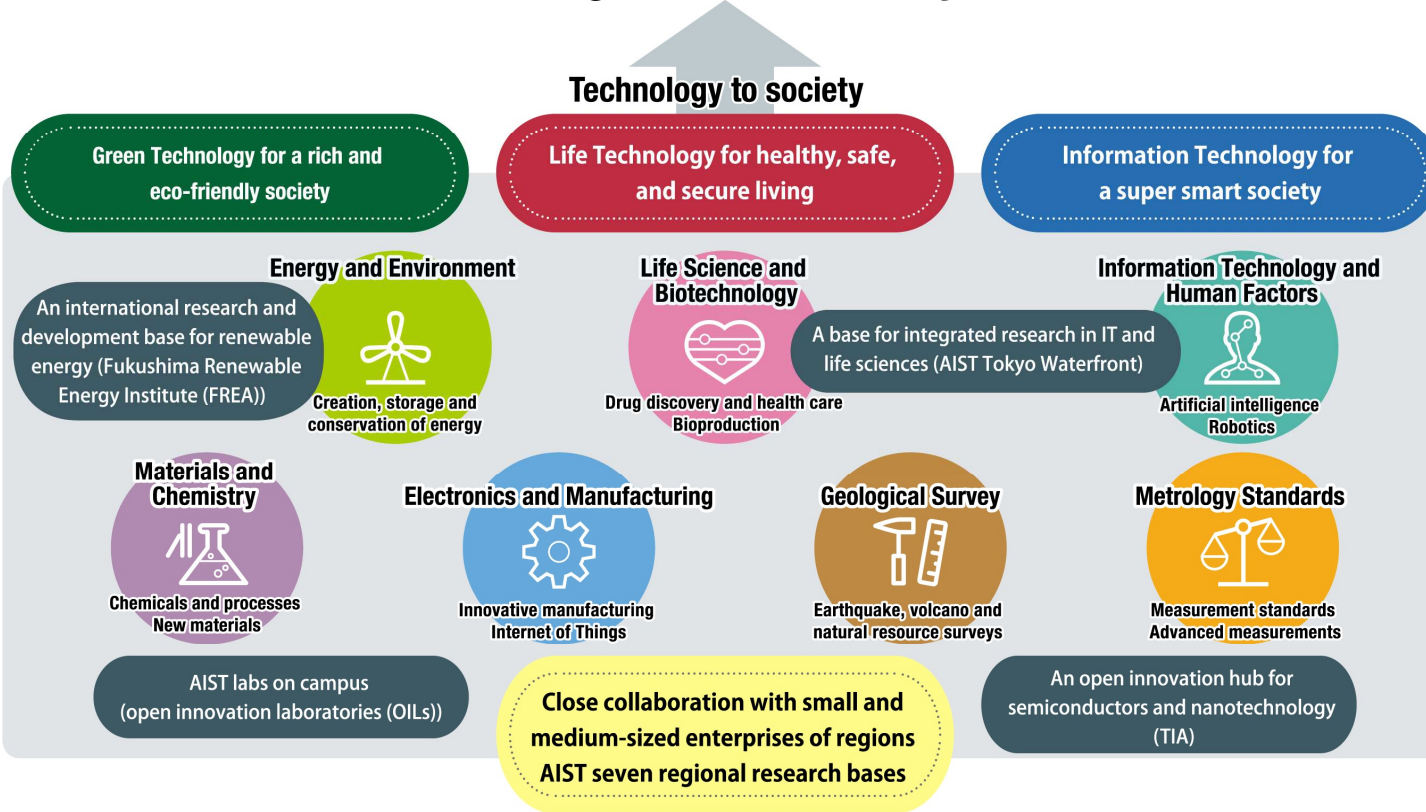 Technology to society
Green Technology for a rich and
eco-friendly society
Life Technology for healthy, safe,
and secure living
Information Technology for
a super smart society
Energy and Environment
An international research and
development base for renewable
energy (Fukushima Renewable
Energy Institute (FREA))
Creation, storage and
conservation of energy
Life Science and
Biotechnology
Drug discovery and health care
Bioproduction
A base for integrated research in IT and
life sciences (AIST Tokyo Waterfront)
Information Technology and
Human Factors
Artificial intelligence
Robotics
Materials and
Chemistry
Chemicals and processes
New materials
Electronics and Manufacturing
Innovative manufacturing
Internet of Things
Geological Survey
Earthquake, volcano and
natural resource surveys
Metrology Standards
Measurement standards
Advanced measurements
AIST labs on campus
(open innovation laboratories (OILs))
Close collaboration with small and
medium-sized enterprises of regions
AIST seven regional research bases
An open innovation hub for
semiconductors and nanotechnology
(TIA)